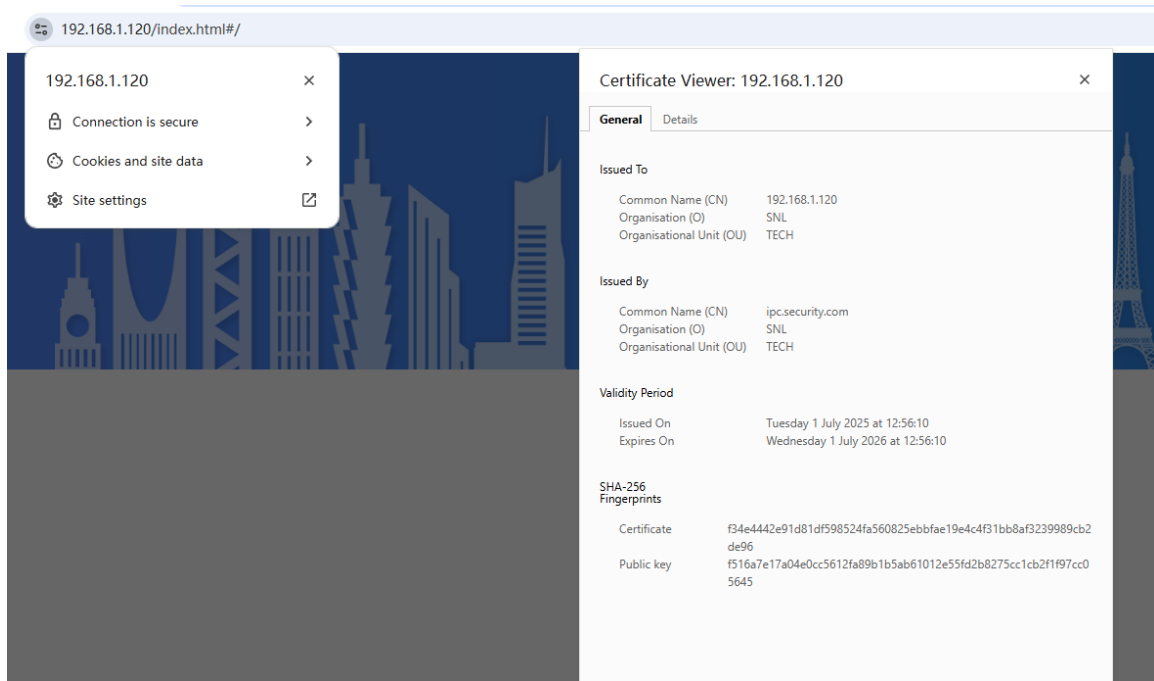 192.168.1.120/index.html#/
192.168.1.120
Connection is secure
Cookies and site data
Site settings
Certificate Viewer: 192.168.1.120
General Details
Issued To
Common Name (CN) 192.168.1.120
Organisation (O) SNL
Organisational Unit (OU) TECH
Issued By
Common Name (CN) ipc.security.com
Organisation (O) SNL
Organisational Unit (OU) TECH
Validity Period
Issued On Tuesday 1 July 2025 at 12:56:10
Expires On Wednesday 1 July 2026 at 12:56:10
SHA-256
Fingerprints
Certificate f34e4442e91d81df598524fa560825ebbfae19e4c4f31bb8af3239989cb2
de96
Public key f516a7e17a04e0cc5612fa89b1b5ab61012e55fd2b8275cc1cb2f1f97cc0
5645